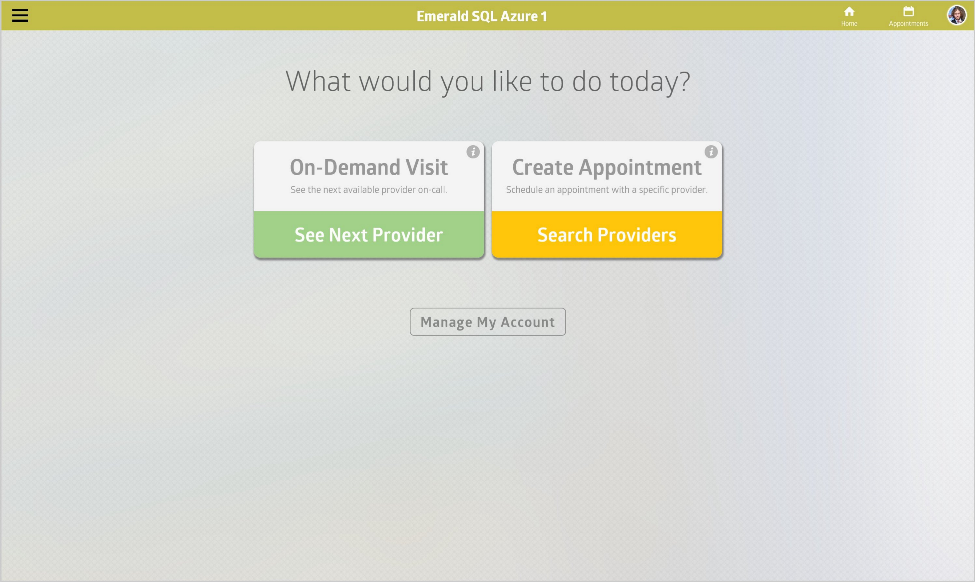 Emerald SQL Azure 1
Home
Appointments
What would you like to do today?
On-Demand Visit
See the next available provider on-call.
See Next Provider
Create Appointment
Schedule an appointment with a specific provider.
Search Providers
Manage My Account